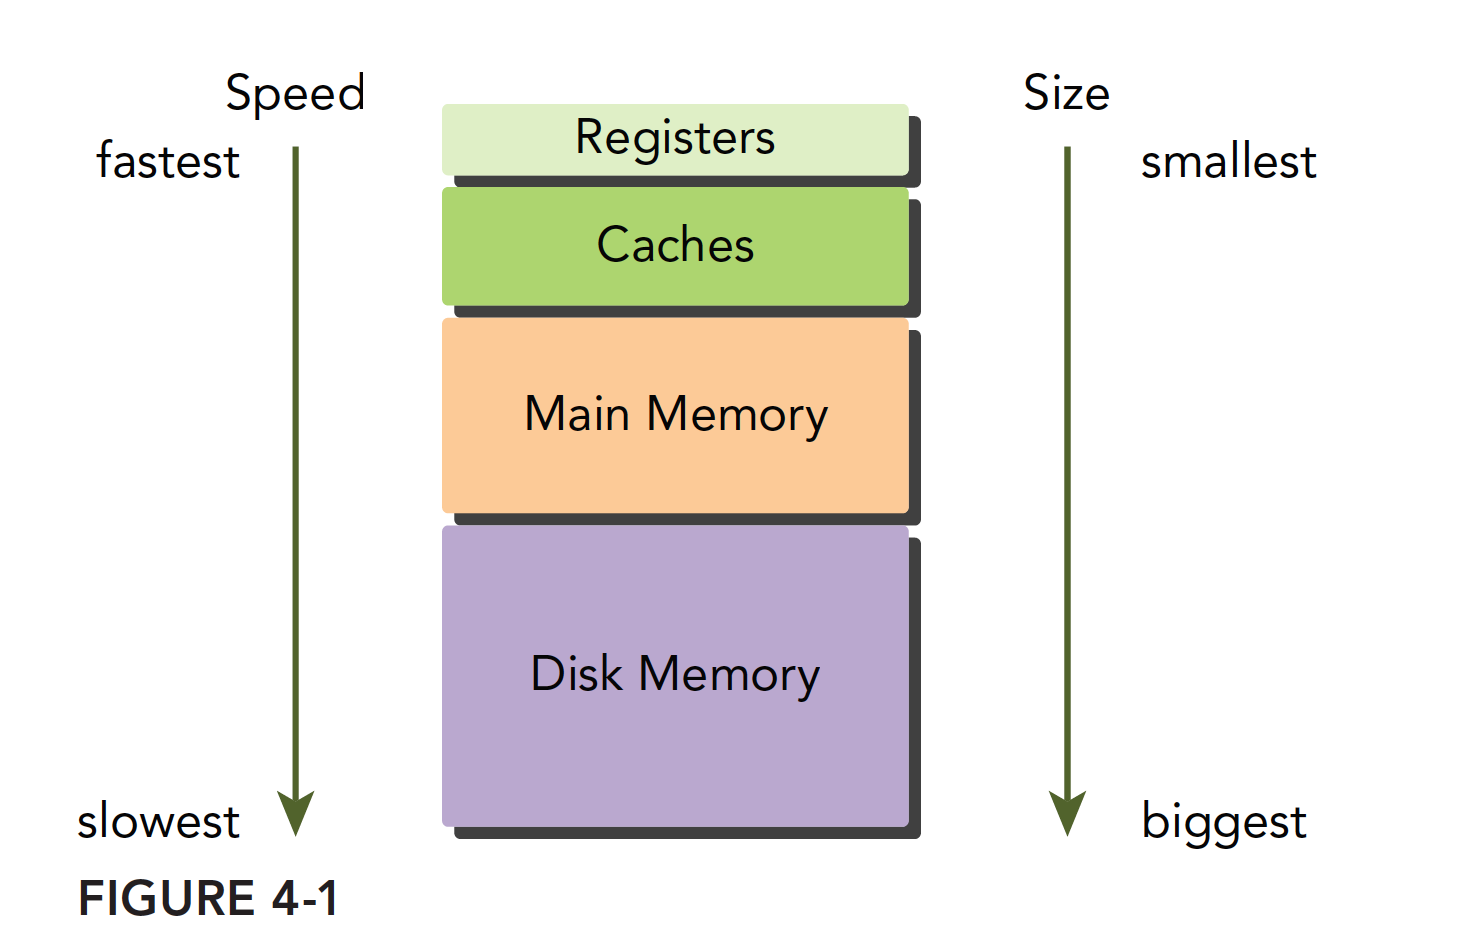 Speed
Size
fastest
Registers
smallest
Caches
Main Memory
Disk Memory
slowest
biggest
FIGURE 4-1